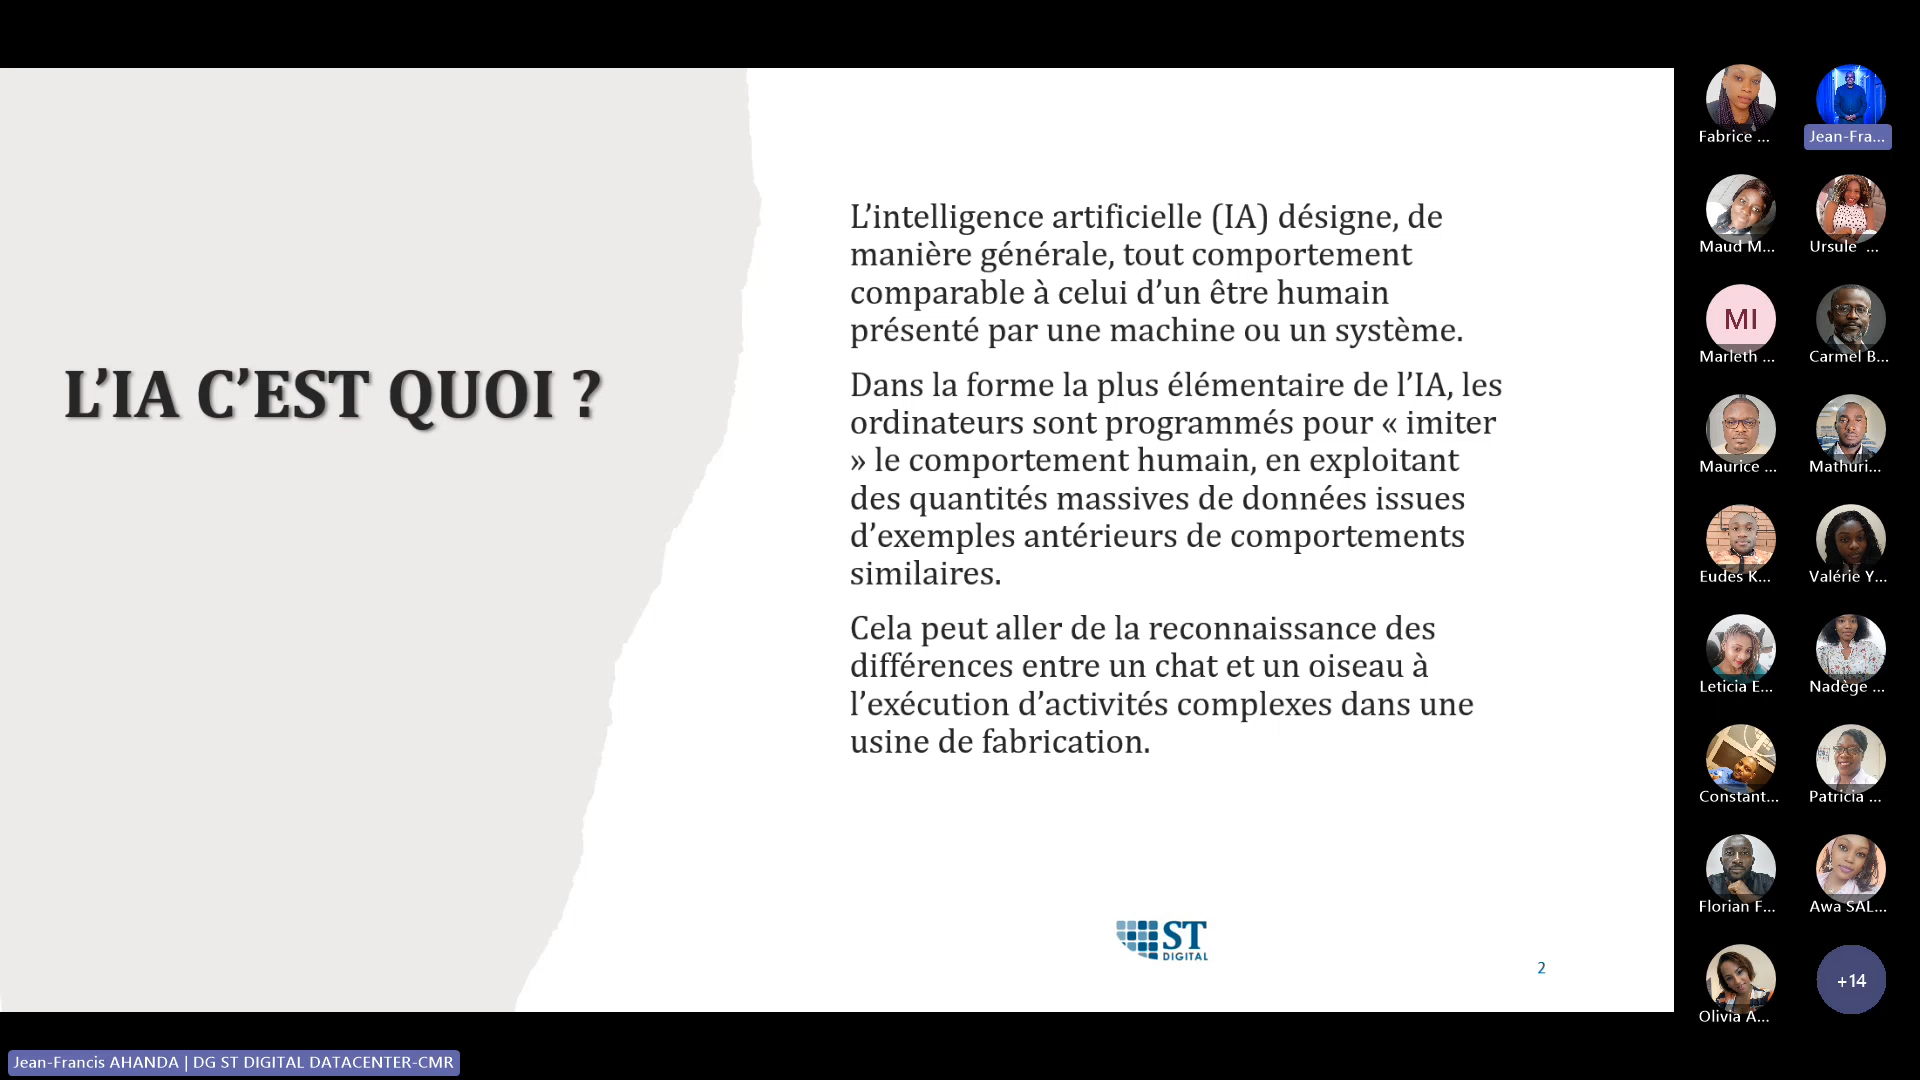 L’IA C’EST QUOI ?
L’intelligence artificielle (IA) désigne, de
manière générale, tout comportement
comparable à celui d’un être humain
présenté par une machine ou un système.
Dans la forme la plus élémentaire de l’IA, les
ordinateurs sont programmés pour « imiter
» le comportement humain, en exploitant
des quantités massives de données issues
d’exemples antérieurs de comportements
similaires.
Cela peut aller de la reconnaissance des
différences entre un chat et un oiseau à
l’exécution d’activités complexes dans une
usine de fabrication.
ST
DIGITAL
2
Fabrice ...
Jean-Fra...
Maud M...
Ursule ...
MI
Marleth ...
Carmel B...
Maurice ...
Mathuri...
Eudes K...
Valérie Y...
Leticia E...
Nadège ...
Constant...
Patricia ...
Florian F...
Awa SAL...
Olivia A...
+14
Jean-Francis AHANDA | DG ST DIGITAL DATACENTER-CMR